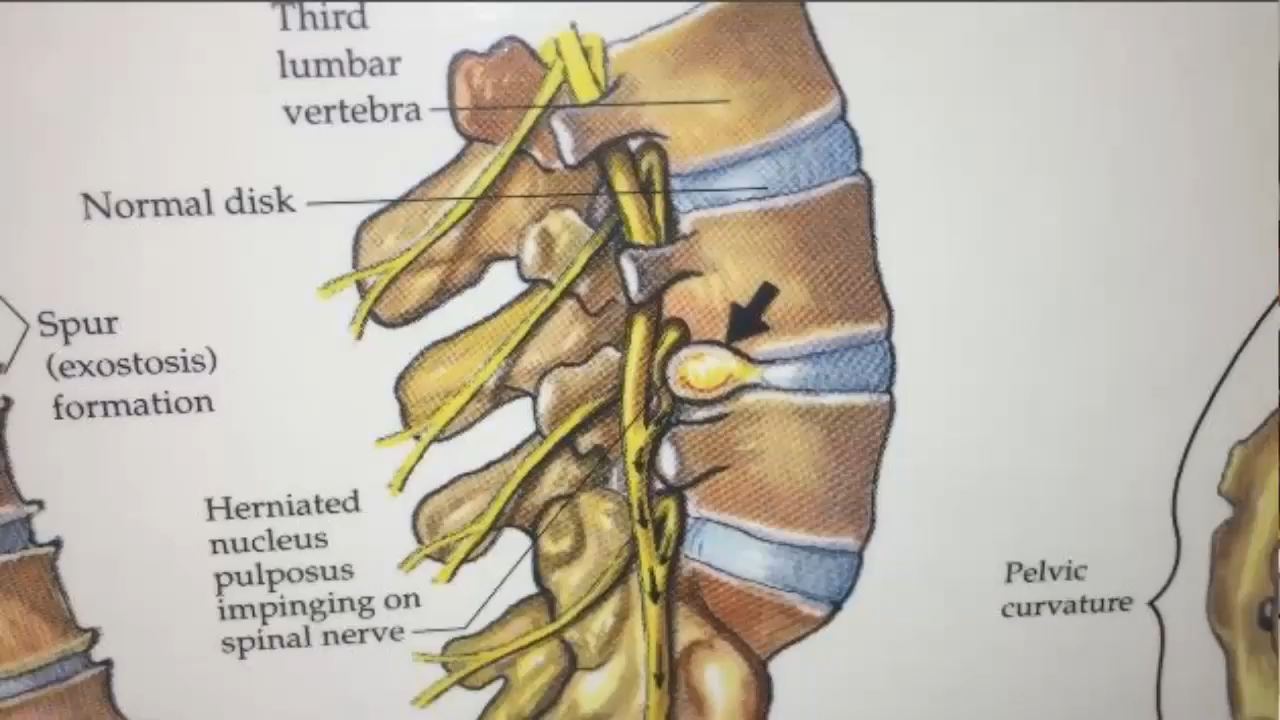 Third
lumbar
vertebra
Normal disk
Spur
(exostosis)
formation
Herniated
nucleus
pulposus
impinging on
spinal nerve
Pelvic
curvature